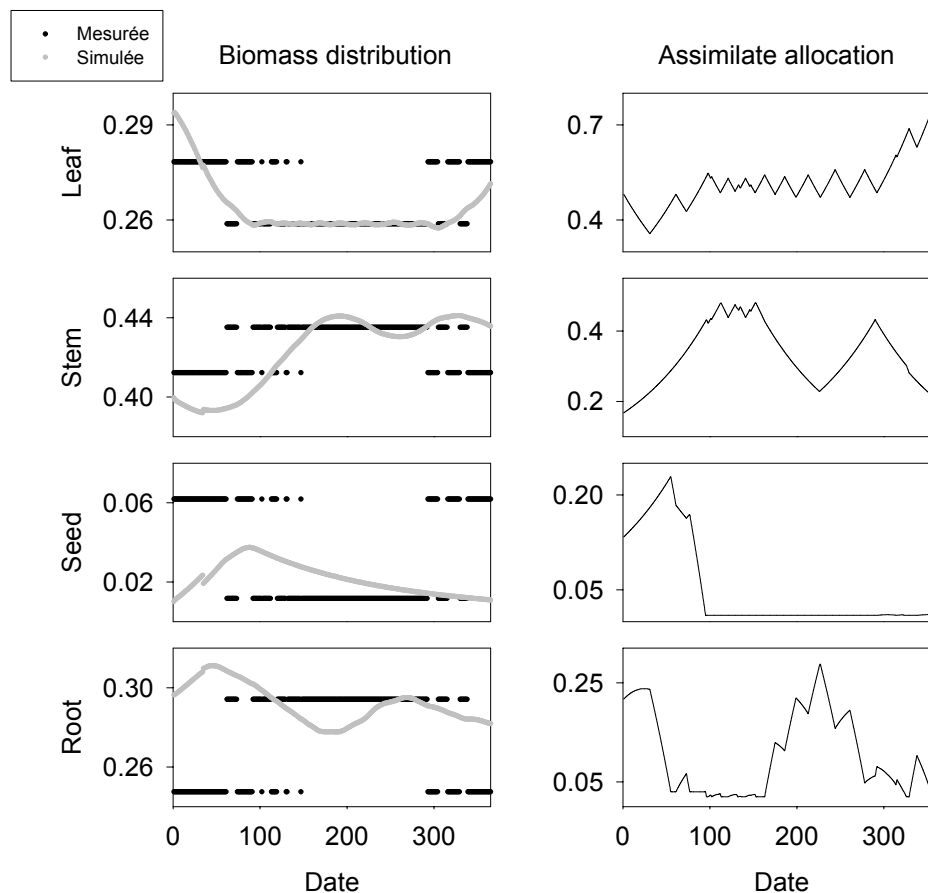 Mesurée
Simulée
Biomass distribution
Assimilate allocation
Leaf
0.29
0.26
0.7
0.4
Stem
0.44
0.40
0.4
0.2
Seed
0.06
0.02
0.20
0.05
Root
0.30
0.26
0.25
0.05
0 100 200 300
0 100 200 300
Date
Date